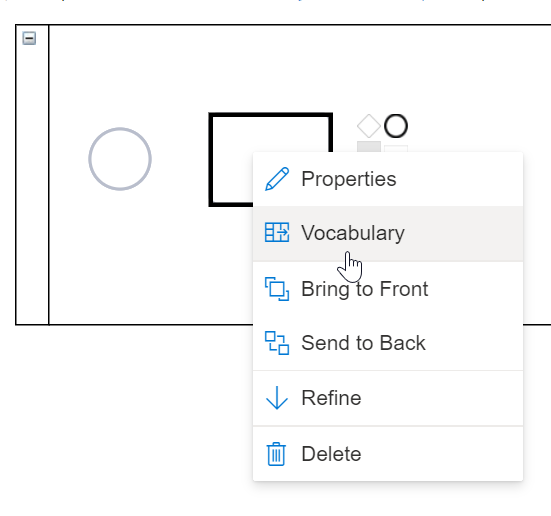 Properties
Vocabulary
Bring to Front
Send to Back
Refine
Delete